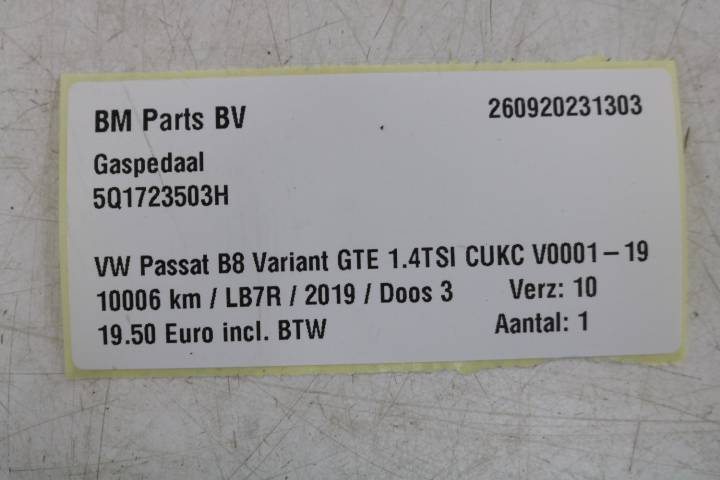 BM Parts BV 260920231303
Gaspedaal
5Q1723503H
VW Passat B8 Variant GTE 1.4TSI CUKC V0001-19
10006 km / LB7R / 2019 / Doos 3 Verz: 10
19.50 Euro incl. BTW Aantal: 1